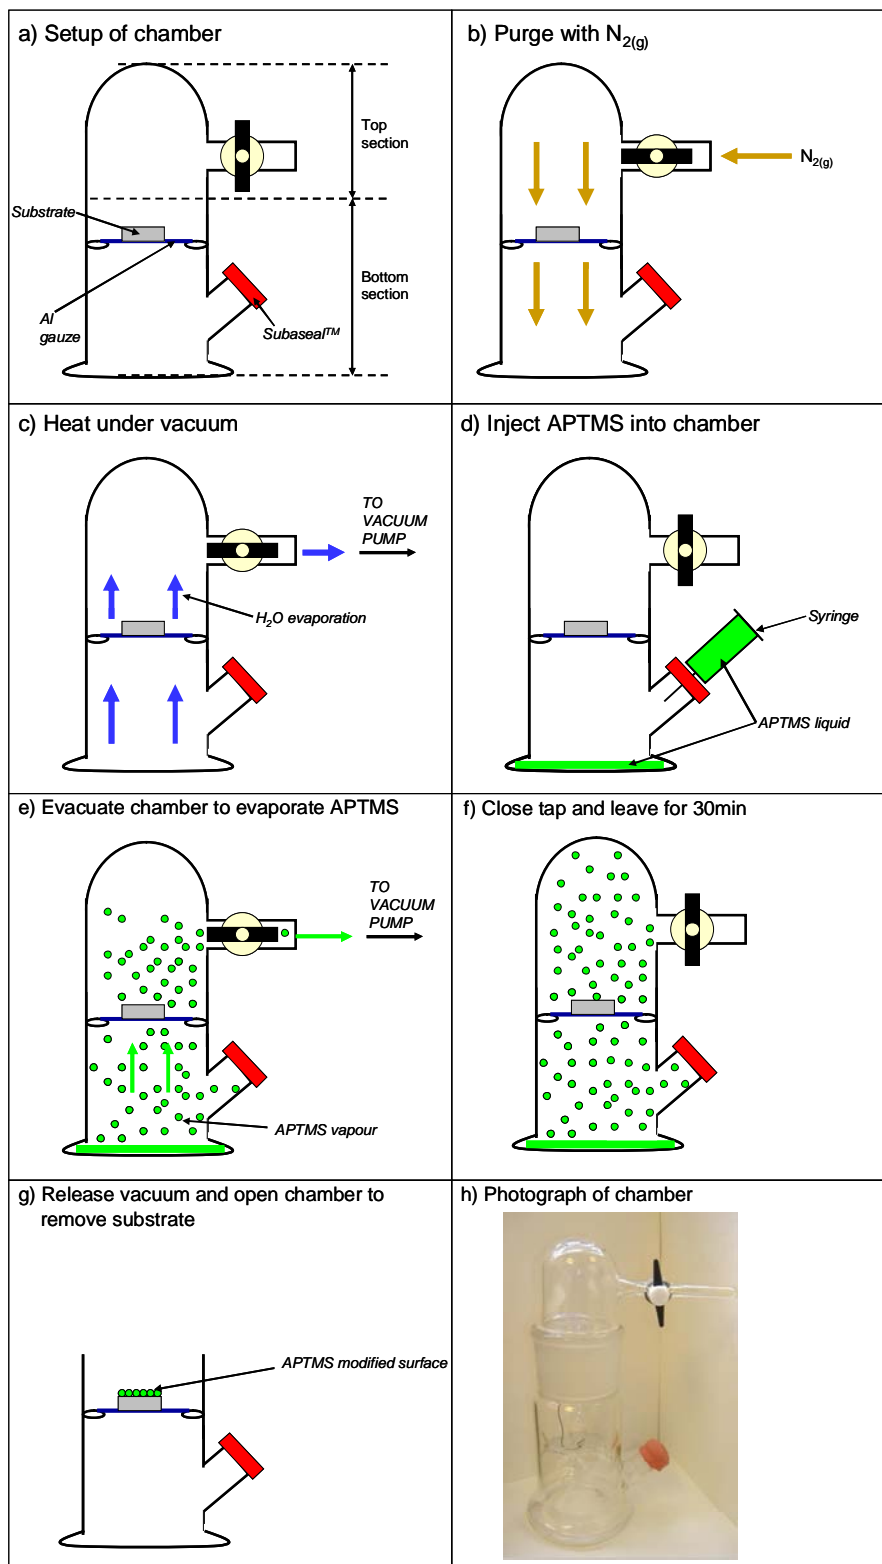 a) Setup of chamber
Top
section
Substrate
Bottom
section
Al
gauze
Subaseal™
b) Purge with N2(g)
N2(g)
c) Heat under vacuum
TO
VACUUM
PUMP
H2O evaporation
d) Inject APTMS into chamber
Syringe
APTMS liquid
e) Evacuate chamber to evaporate APTMS
TO
VACUUM
PUMP
APTMS vapour
f) Close tap and leave for 30min
g) Release vacuum and open chamber to
remove substrate
APTMS modified surface
h) Photograph of chamber